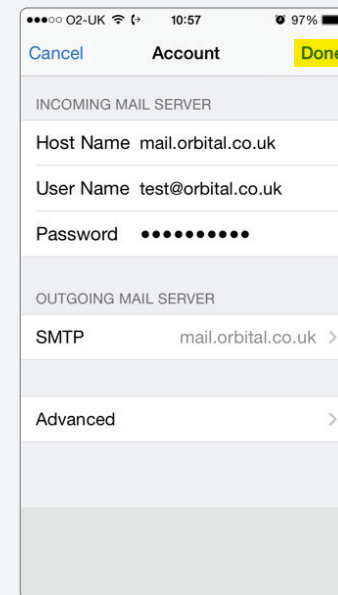 O2-UK 10:57 97%
Cancel Account Done
INCOMING MAIL SERVER
Host Name mail.orbital.co.uk
User Name test@orbital.co.uk
Password ••••••••••
OUTGOING MAIL SERVER
SMTP mail.orbital.co.uk
Advanced